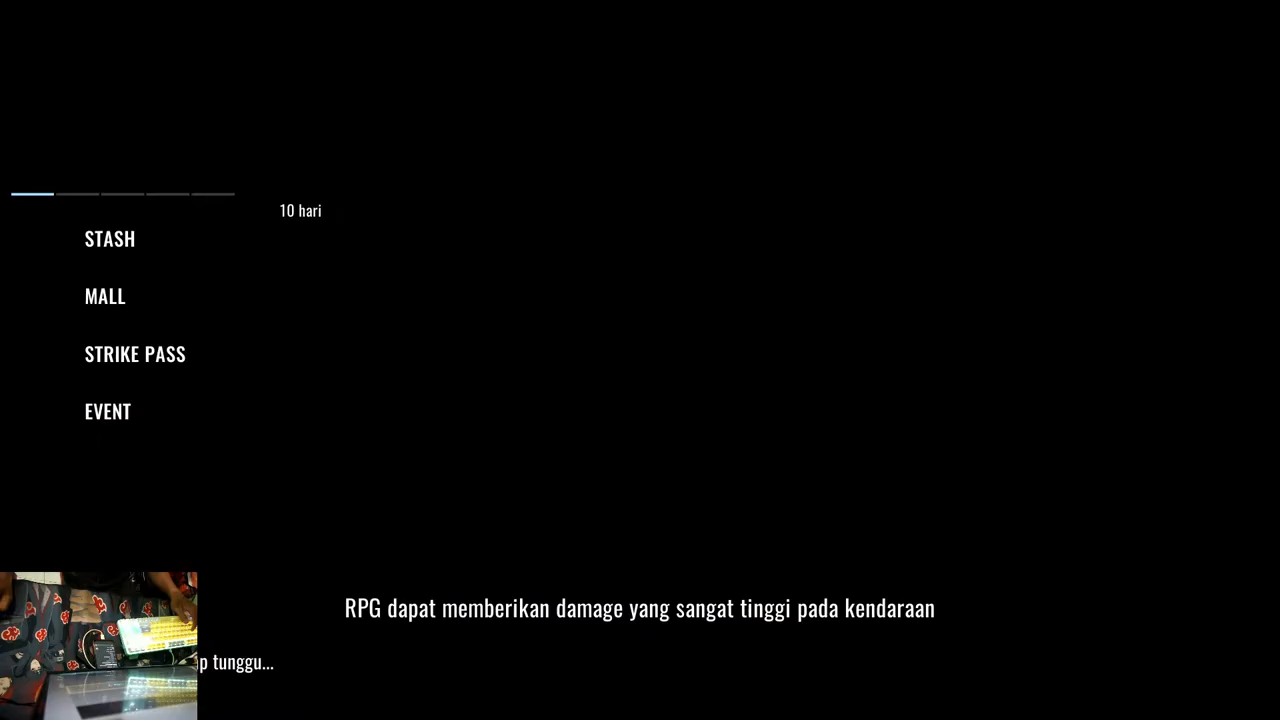 10 hari
STASH
MALL
STRIKE PASS
EVENT
RPG dapat memberikan damage yang sangat tinggi pada kendaraan
tunggu...